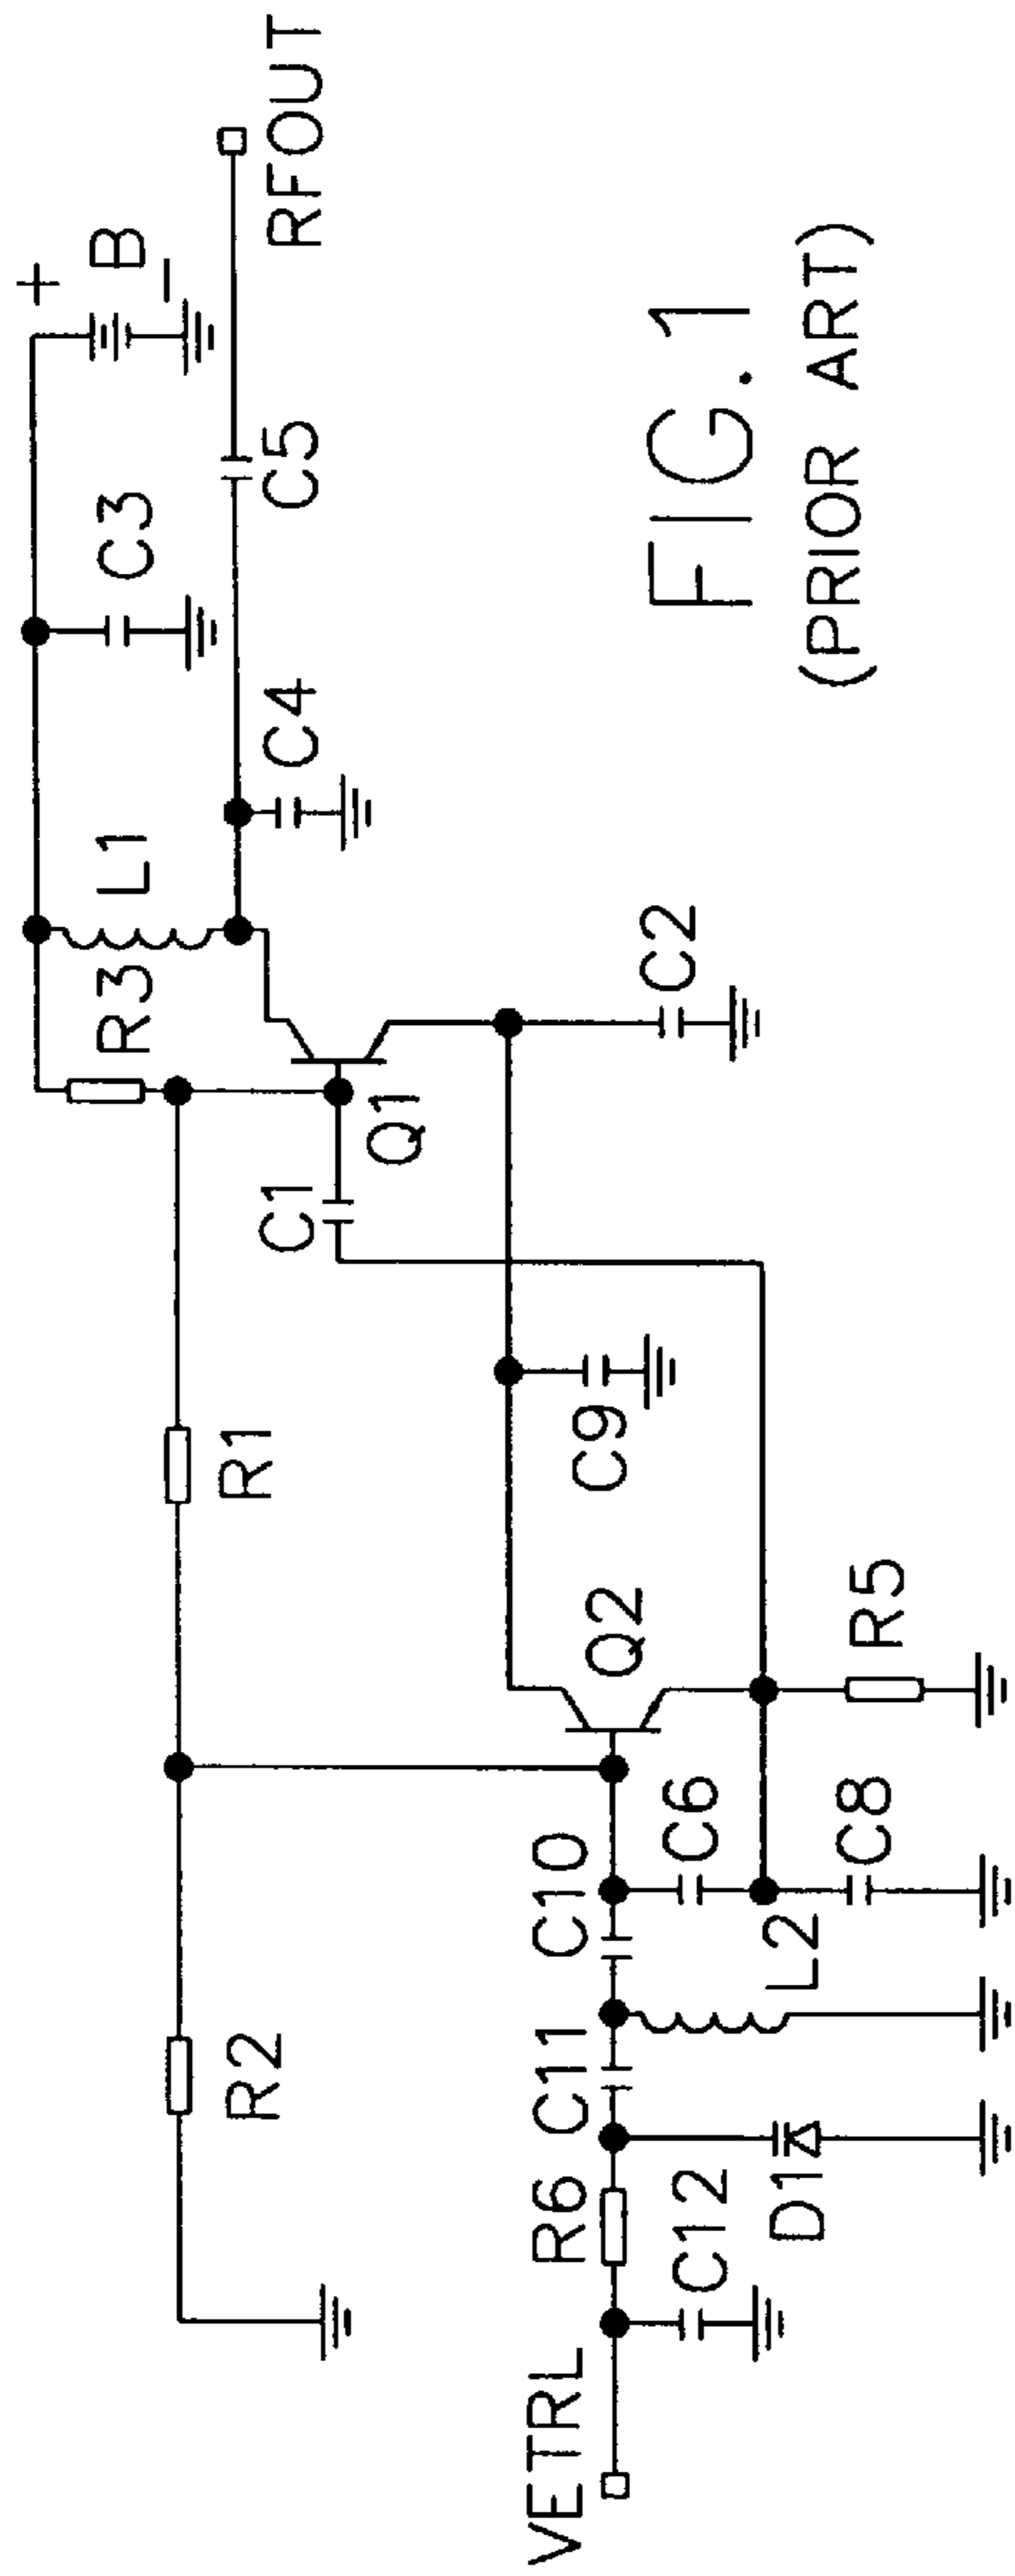 +
B
−
RFOUT
C3
C5
L1
C4
R3
C2
Q1
C1
R1
C9
Q2
R5
C10
C6
C8
R2
C11
L2
R6
C12
D1
VETRL
FIG. 1
(PRIOR ART)